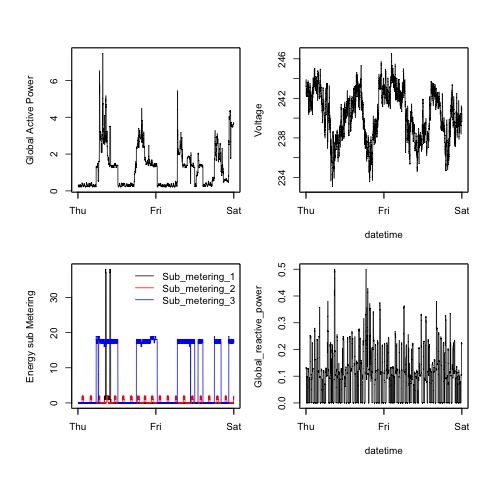 Global Active Power
0 2 4 6
Thu Fri Sat
Voltage
234 238 242 246
Thu Fri Sat
datetime
Energy sub Metering
0 10 20 30
Thu Fri Sat
Sub_metering_1
Sub_metering_2
Sub_metering_3
Global_reactive_power
0.0 0.1 0.2 0.3 0.4 0.5
Thu Fri Sat
datetime